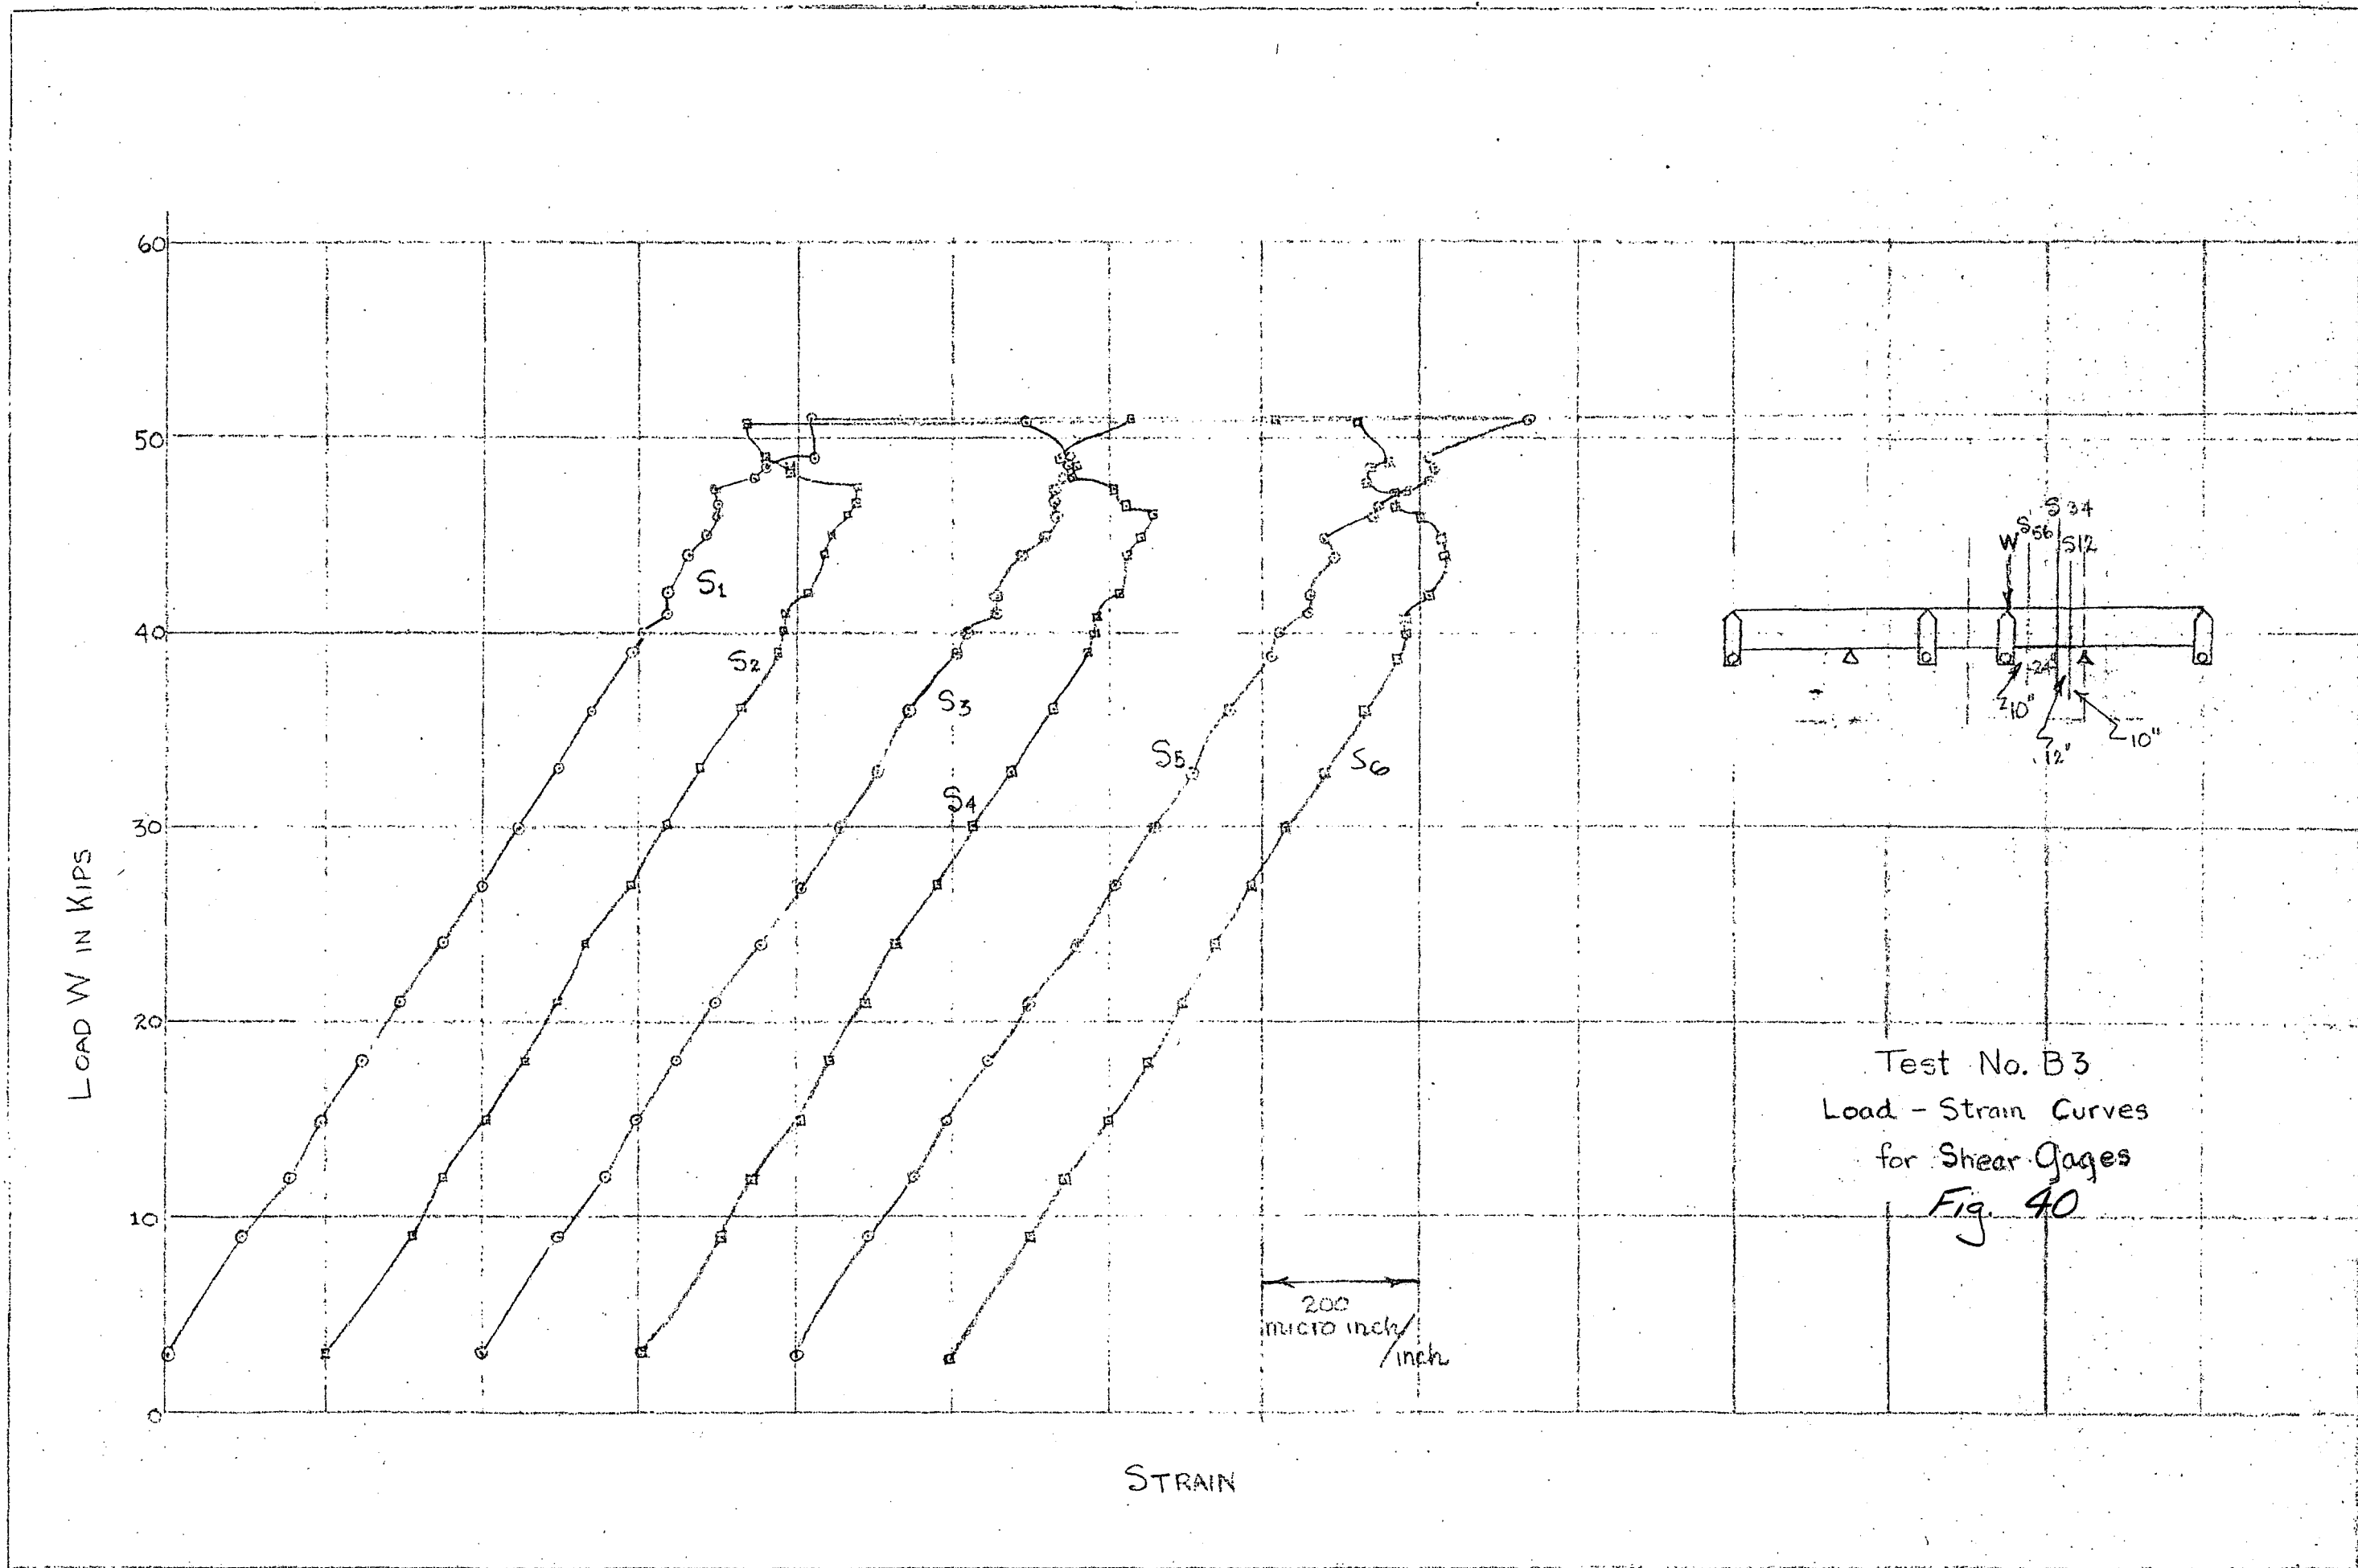 60
50
40
30
20
10
0
LOAD W IN KIPS
STRAIN
S1
S2
S3
S4
S5
S6
200
micro inch/
/inch
S34
S56
W
S12
24
10"
12"
10"
Test No. B3
Load - Strain Curves
for Shear Gages
Fig. 40